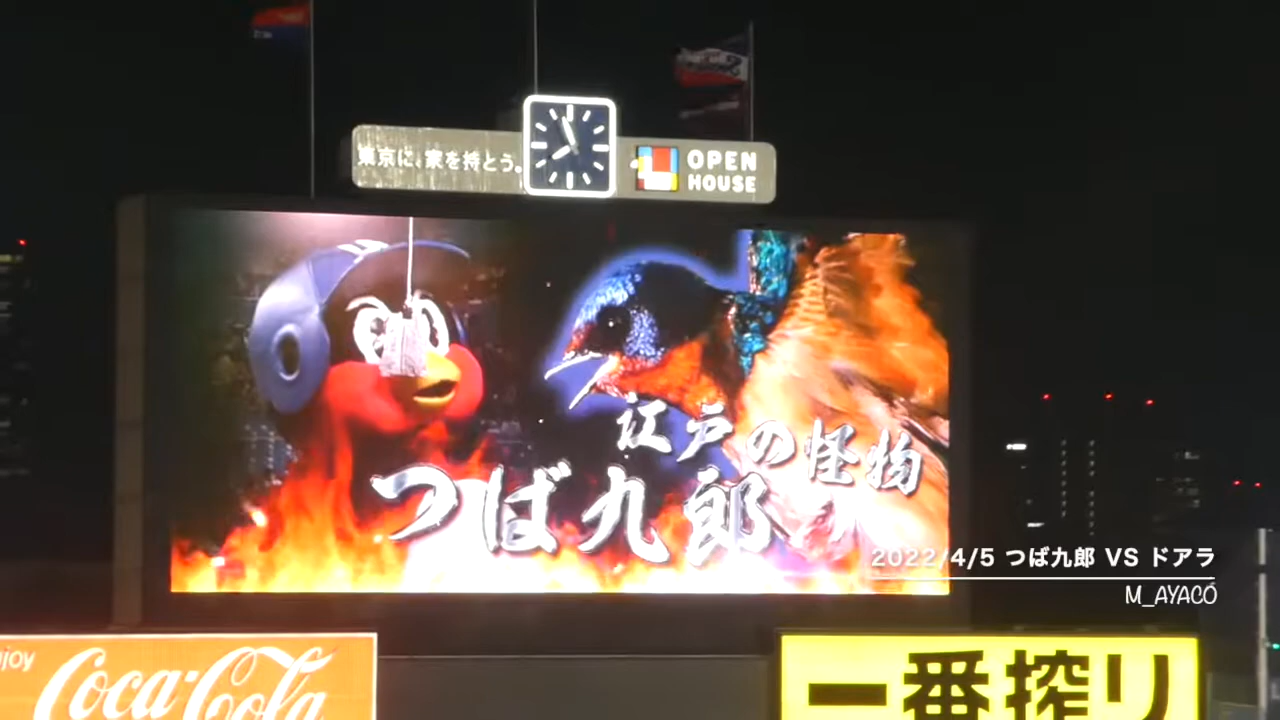 東京に、家を持とう。
OPEN
HOUSE
江戸の怪物
つば九郎
2022/4/5 つば九郎 VS ドアラ
M_AYACO
Coca-Cola
一番搾り